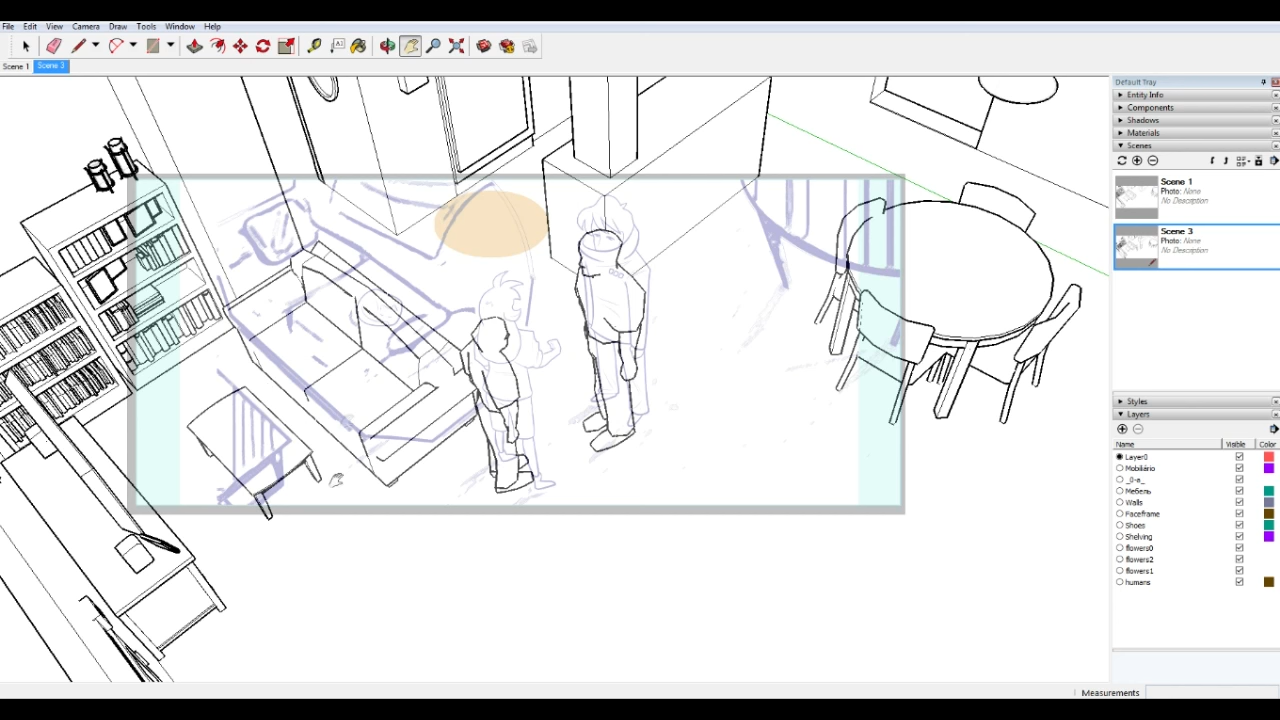 File Edit View Camera Draw Tools Window Help
Scene 1 Scene 3
Default Tray
Entity Info
Components
Shadows
Materials
Scenes
Scene 1
Photo: None
No Description
Scene 3
Photo: None
No Description
Styles
Layers
Name Visible Color
Layer0
Mobiliário
_0-a_
Мебель
Walls
Faceframe
Shoes
Shelving
flowers0
flowers2
flowers1
humans
Measurements